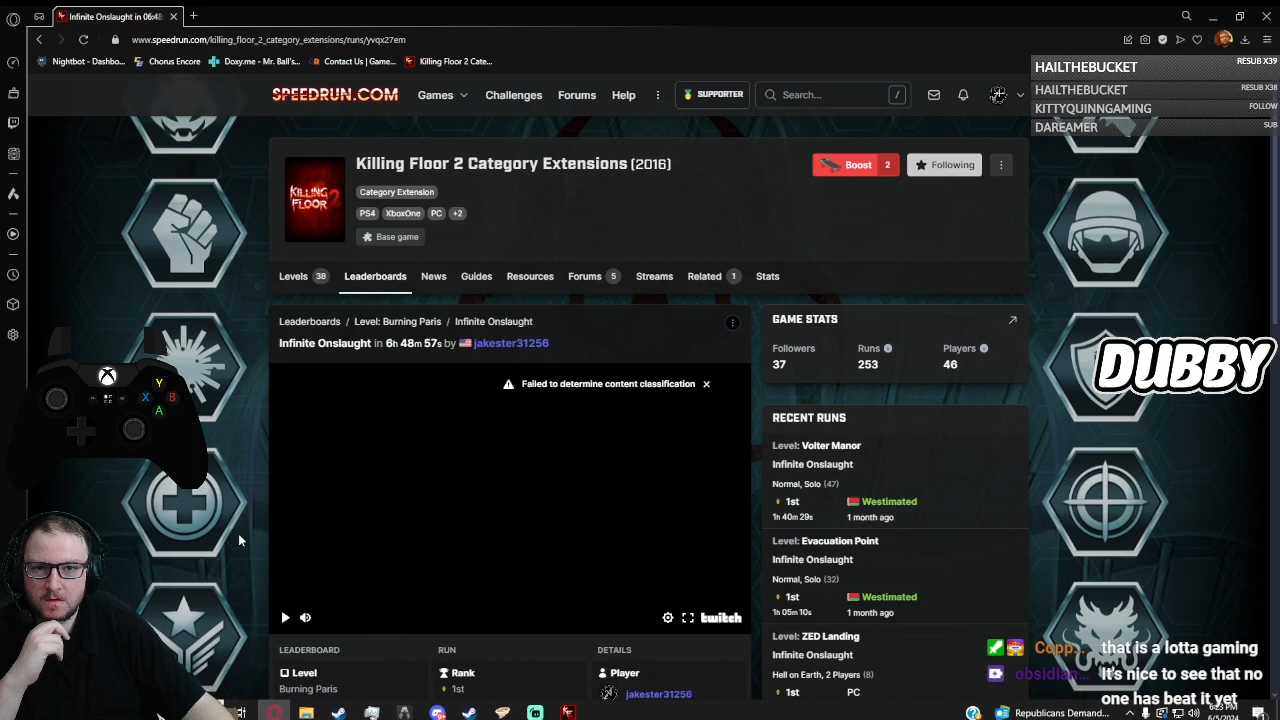 Infinite Onslaught in 06:48:
www.speedrun.com/killing_floor_2_category_extensions/runs/yvqx27em
Nightbot - Dashbo... Chorus Encore Doxy.me - Mr. Ball's... Contact Us | Game... Killing Floor 2 Cate...
RESUB X39
HAILTHEBUCKET
HAILTHEBUCKET RESUB X38
KITTYQUINNGAMING FOLLOW
DAREAMER SUB
SPEEDRUN.COM Games Challenges Forums Help SUPPORTER Search... /
Killing Floor 2 Category Extensions (2016)
Boost 2 Following
KILLING FLOOR 2
Category Extension
PS4 XboxOne PC +2
Base game
Levels 38 Leaderboards News Guides Resources Forums 5 Streams Related 1 Stats
Leaderboards / Level: Burning Paris / Infinite Onslaught
Infinite Onslaught in 6h 48m 57s by jakester31256
Failed to determine content classification
twitch
LEADERBOARD RUN DETAILS
Level Rank Player
Burning Paris 1st jakester31256
GAME STATS
Followers Runs Players
37 253 46
RECENT RUNS
Level: Volter Manor
Infinite Onslaught
Normal, Solo (47)
1st Westimated
1h 40m 29s 1 month ago
Level: Evacuation Point
Infinite Onslaught
Normal, Solo (32)
1st Westimated
1h 05m 10s 1 month ago
Level: ZED Landing
Infinite Onslaught
Hell on Earth, 2 Players (8)
1st PC
DUBBY
Y
X B
A
Copp... that is a lotta gaming
obsidian... It's nice to see that no
one has beat it yet
Republicans Demand...
6/5/2024